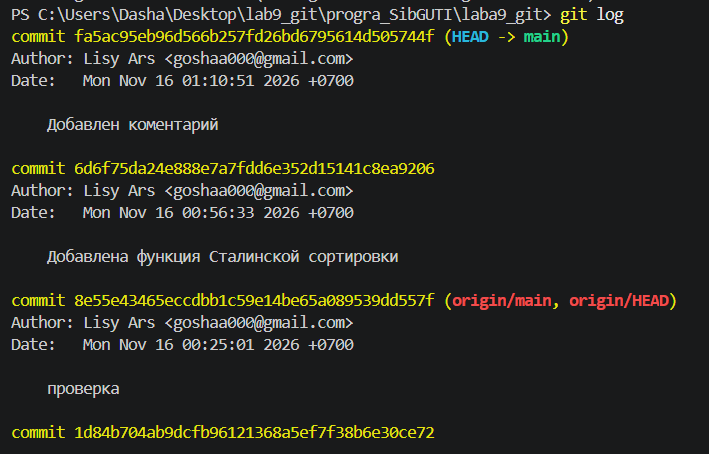 PS C:\Users\Dasha\Desktop\lab9_git\progra_SibGUTI\laba9_git> git log
commit fa5ac95eb96d566b257fd26bd6795614d505744f (HEAD -> main)
Author: Lisy Ars <goshaa000@gmail.com>
Date:   Mon Nov 16 01:10:51 2026 +0700
Добавлен коментарий
commit 6d6f75da24e888e7a7fdd6e352d15141c8ea9206
Author: Lisy Ars <goshaa000@gmail.com>
Date:   Mon Nov 16 00:56:33 2026 +0700
Добавлена функция Сталинской сортировки
commit 8e55e43465eccdbb1c59e14be65a089539dd557f (origin/main, origin/HEAD)
Author: Lisy Ars <goshaa000@gmail.com>
Date:   Mon Nov 16 00:25:01 2026 +0700
проверка
commit 1d84b704ab9dcfb96121368a5ef7f38b6e30ce72